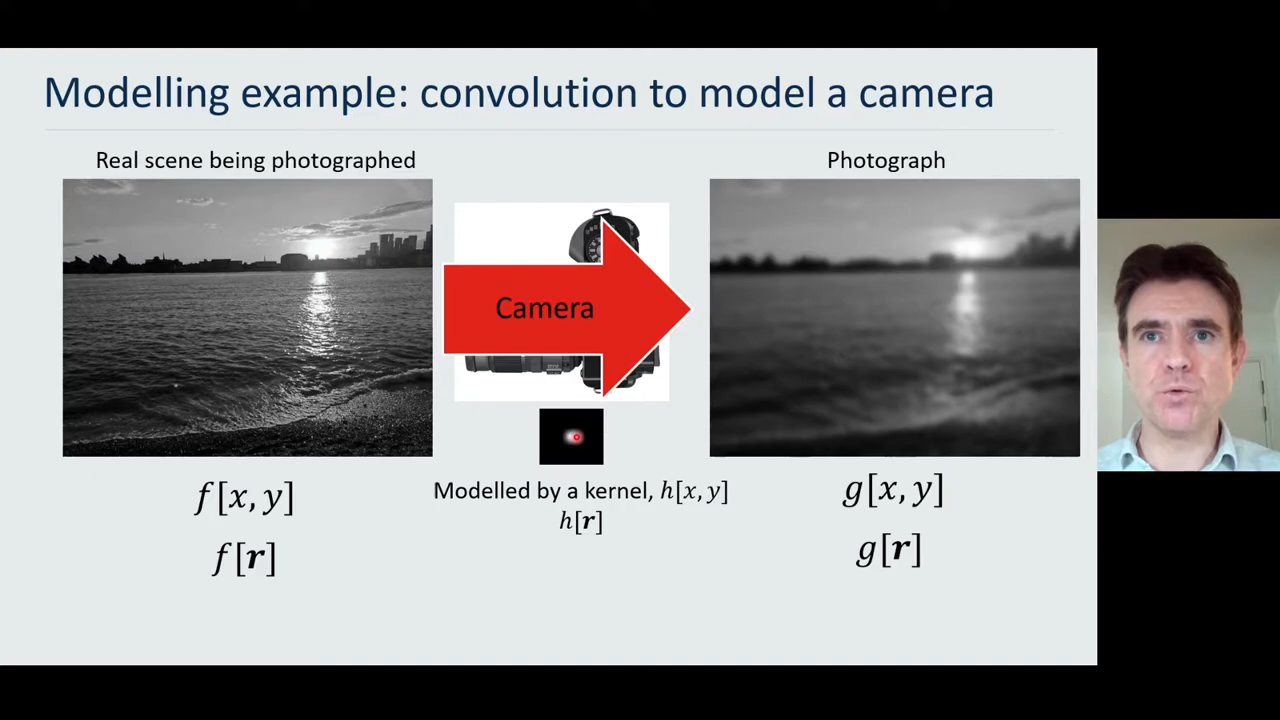 Modelling example: convolution to model a camera
Real scene being photographed
Photograph
Camera
Modelled by a kernel, h[x, y]
h[r]
f[x, y]
f[r]
g[x, y]
g[r]